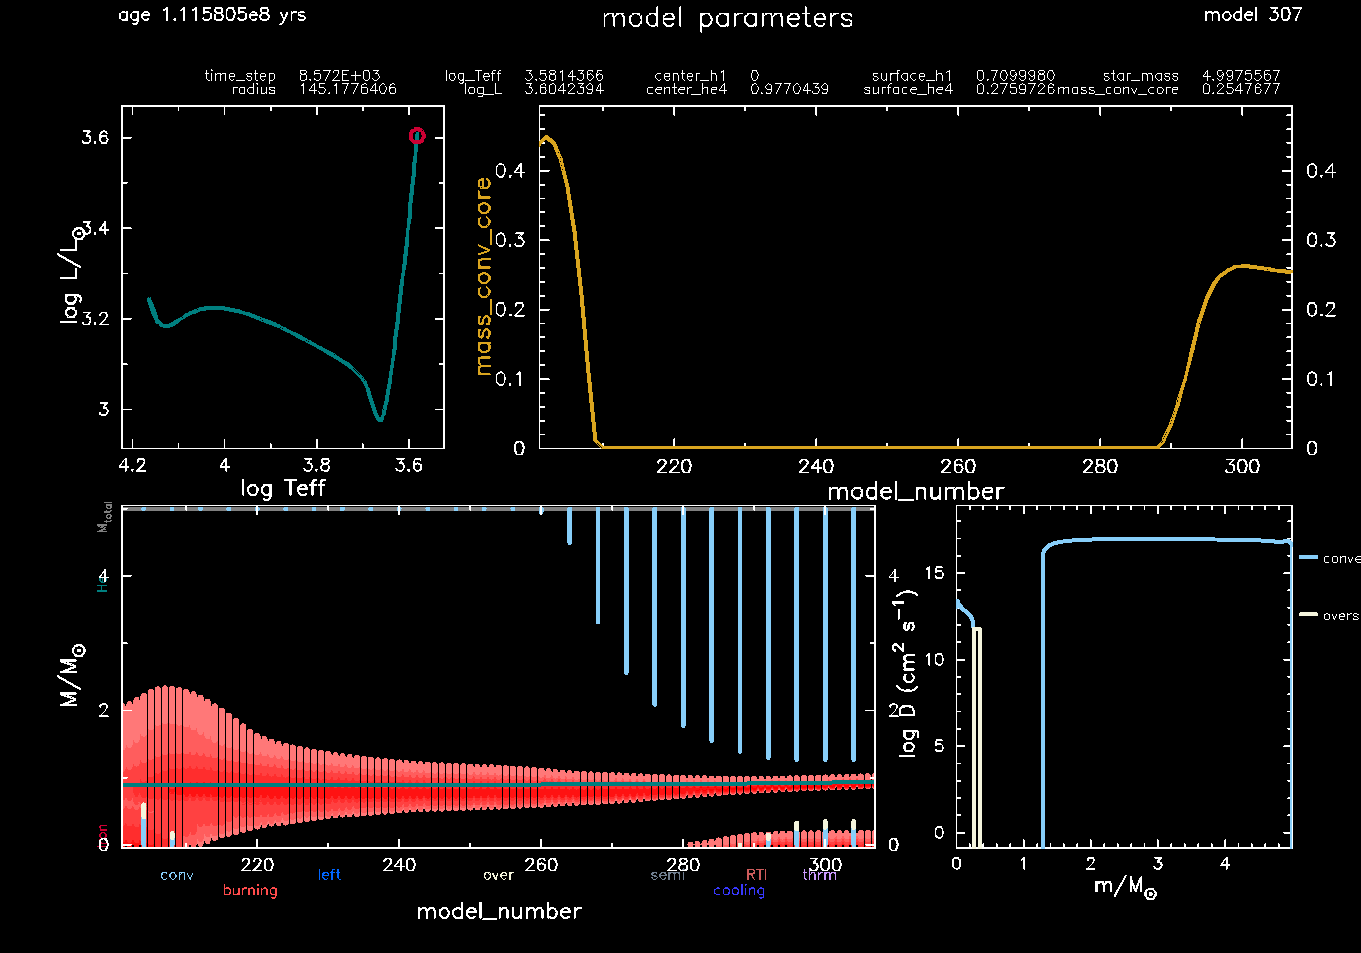 age 1.115805e8 yrs model parameters model 307
time_step 8.572E+03 log_Teff 3.5814366 center_h1 0 surface_h1 0.7099980 star_mass 4.9975567
radius 145.1776406 log_L 3.6042394 center_he4 0.9770439 surface_he4 0.2759726 mass_conv_core 0.2547677
log L/L⊙
3.6
3.4
3.2
3
4.2 4 3.8 3.6
log Teff
mass_conv_core
0.4 0.4
0.3 0.3
0.2 0.2
0.1 0.1
0 0
220 240 260 280 300
model_number
M/M⊙
Mtotal
He
4 4
2 2
0 0
220 240 260 280 300
conv left over semi RTI thrm
burning cooling
model_number
log D (cm² s⁻¹)
15
10
5
0
0 1 2 3 4
m/M⊙
conve
overs